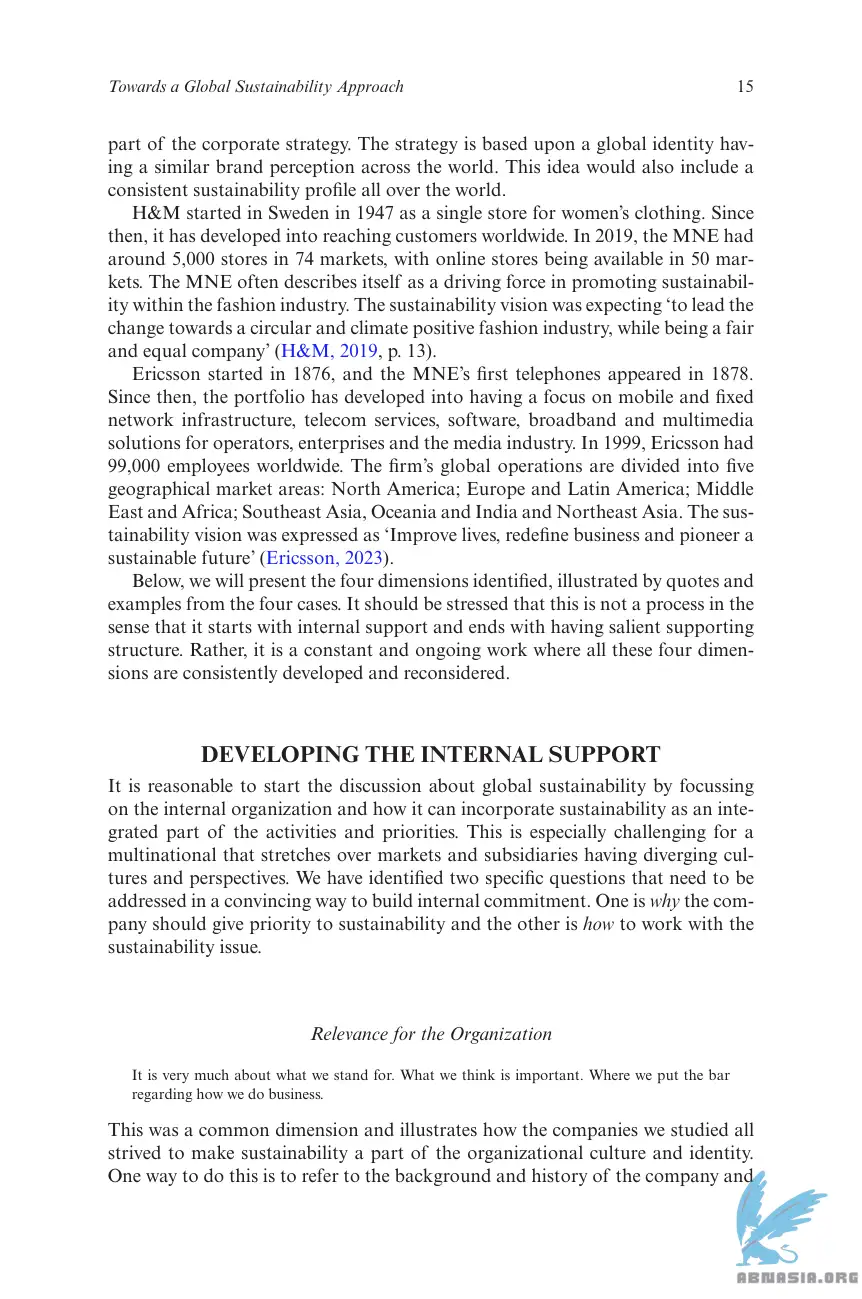 Towards a Global Sustainability Approach 15
part of the corporate strategy. The strategy is based upon a global identity hav-
ing a similar brand perception across the world. This idea would also include a
consistent sustainability profile all over the world.
H&M started in Sweden in 1947 as a single store for women's clothing. Since
then, it has developed into reaching customers worldwide. In 2019, the MNE had
around 5,000 stores in 74 markets, with online stores being available in 50 mar-
kets. The MNE often describes itself as a driving force in promoting sustainabil-
ity within the fashion industry. The sustainability vision was expecting ‘to lead the
change towards a circular and climate positive fashion industry, while being a fair
and equal company’ (H&M, 2019, p. 13).
Ericsson started in 1876, and the MNE’s first telephones appeared in 1878.
Since then, the portfolio has developed into having a focus on mobile and fixed
network infrastructure, telecom services, software, broadband and multimedia
solutions for operators, enterprises and the media industry. In 1999, Ericsson had
99,000 employees worldwide. The firm’s global operations are divided into five
geographical market areas: North America; Europe and Latin America; Middle
East and Africa; Southeast Asia, Oceania and India and Northeast Asia. The sus-
tainability vision was expressed as ‘Improve lives, redefine business and pioneer a
sustainable future’ (Ericsson, 2023).
Below, we will present the four dimensions identified, illustrated by quotes and
examples from the four cases. It should be stressed that this is not a process in the
sense that it starts with internal support and ends with having salient supporting
structure. Rather, it is a constant and ongoing work where all these four dimen-
sions are consistently developed and reconsidered.
DEVELOPING THE INTERNAL SUPPORT
It is reasonable to start the discussion about global sustainability by focussing
on the internal organization and how it can incorporate sustainability as an inte-
grated part of the activities and priorities. This is especially challenging for a
multinational that stretches over markets and subsidiaries having diverging cul-
tures and perspectives. We have identified two specific questions that need to be
addressed in a convincing way to build internal commitment. One is why the com-
pany should give priority to sustainability and the other is how to work with the
sustainability issue.
Relevance for the Organization
It is very much about what we stand for. What we think is important. Where we put the bar
regarding how we do business.
This was a common dimension and illustrates how the companies we studied all
strived to make sustainability a part of the organizational culture and identity.
One way to do this is to refer to the background and history of the company and
ABNASIA.ORG